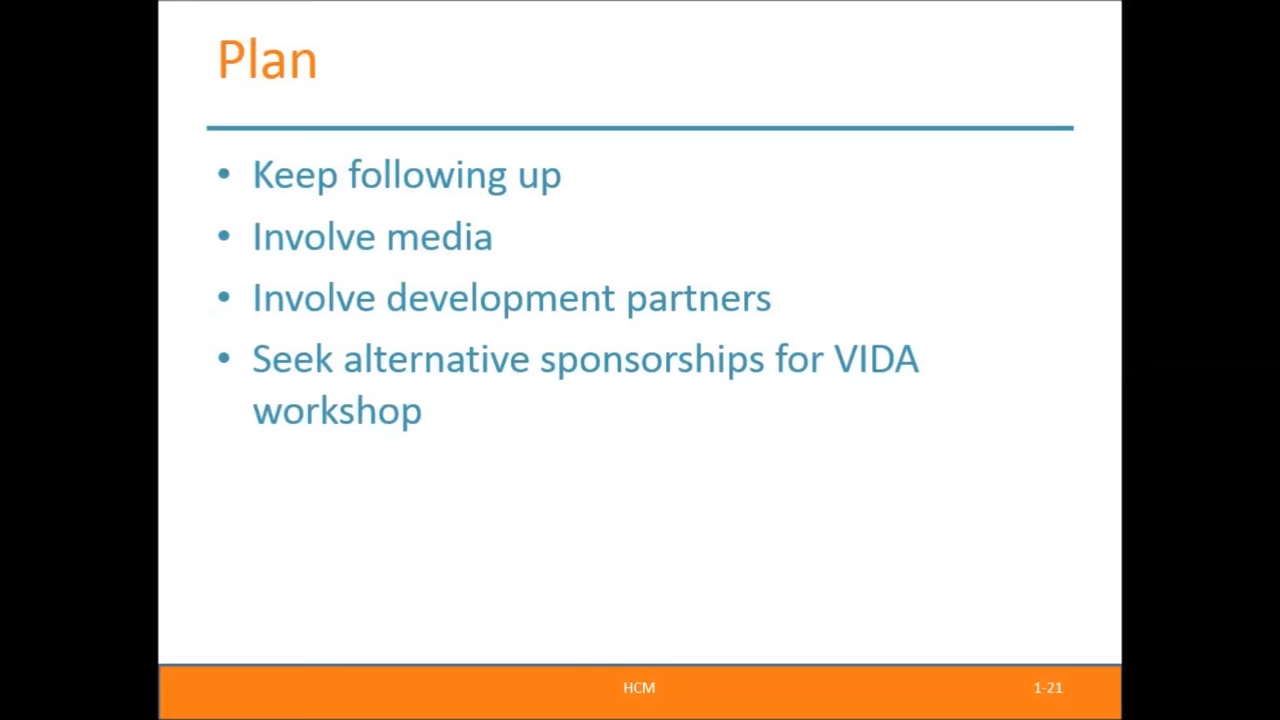 Plan
• Keep following up
• Involve media
• Involve development partners
• Seek alternative sponsorships for VIDA
workshop
HCM
1-21